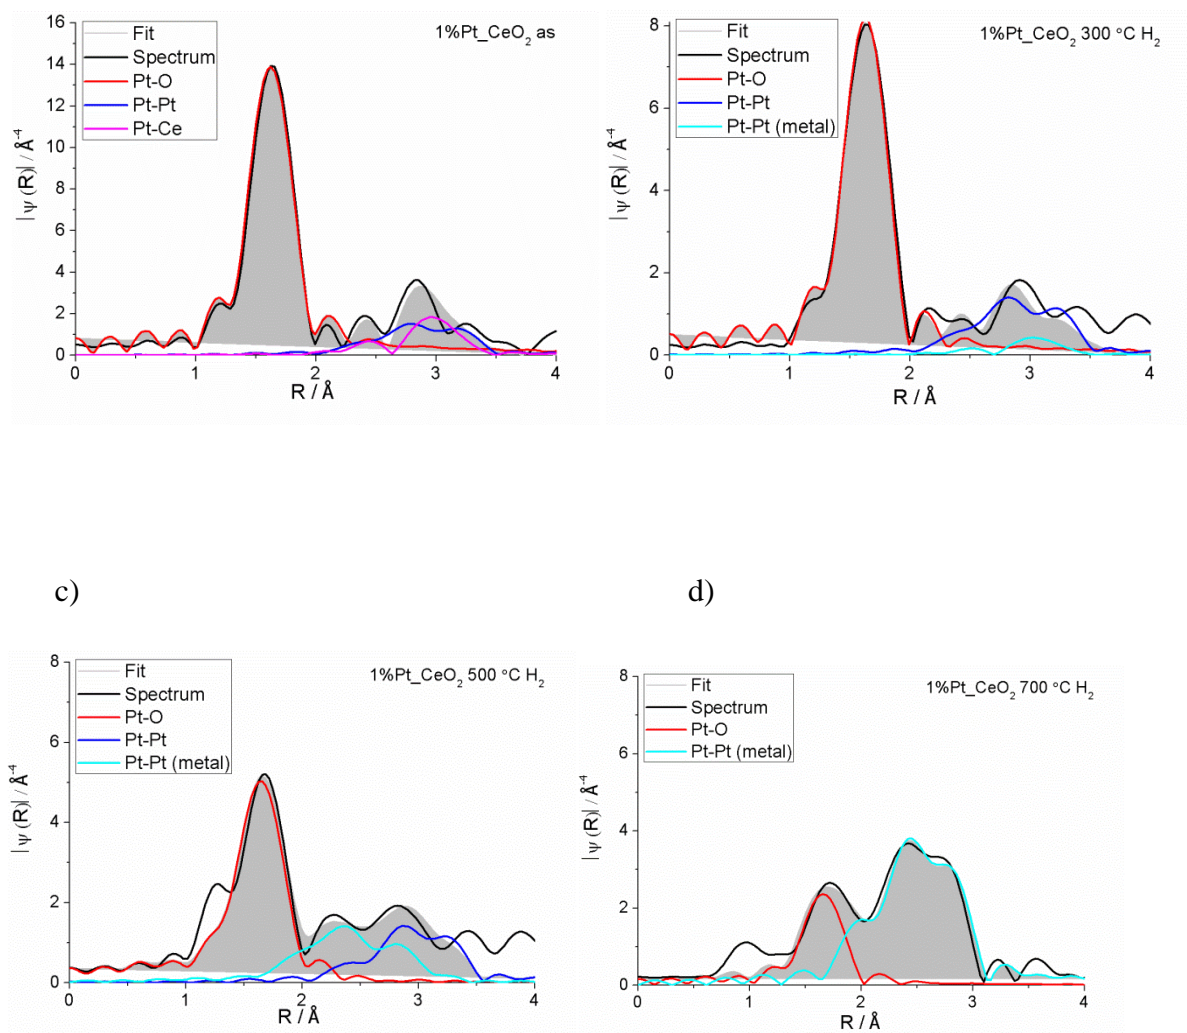 16
14
12
10
8
6
4
2
0
|ψ (R)| / Å-4
Fit
Spectrum
Pt-O
Pt-Pt
Pt-Ce
1%Pt_CeO2 as
0 1 2 3 4
R / Å
8
6
4
2
0
|ψ (R)| / Å-4
Fit
Spectrum
Pt-O
Pt-Pt
Pt-Pt (metal)
1%Pt_CeO2 300 °C H2
0 1 2 3 4
R / Å
c)
d)
8
6
4
2
0
|ψ (R)| / Å-4
Fit
Spectrum
Pt-O
Pt-Pt
Pt-Pt (metal)
1%Pt_CeO2 500 °C H2
0 1 2 3 4
R / Å
8
6
4
2
0
|ψ (R)| / Å-4
Fit
Spectrum
Pt-O
Pt-Pt (metal)
1%Pt_CeO2 700 °C H2
0 1 2 3 4
R / Å